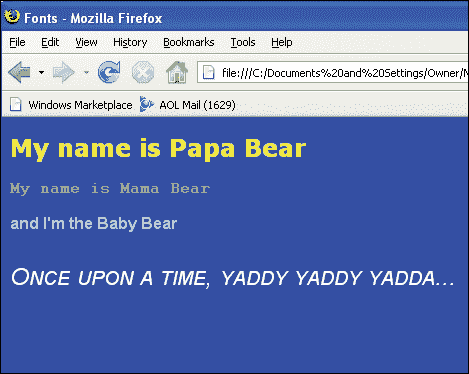 Fonts - Mozilla Firefox
File Edit View History Bookmarks Tools Help
file:///C:/Documents%20and%20Settings/Owner/M
Windows Marketplace AOL Mail (1629)
My name is Papa Bear
My name is Mama Bear
and I'm the Baby Bear
ONCE UPON A TIME, YADDY YADDY YADDA...